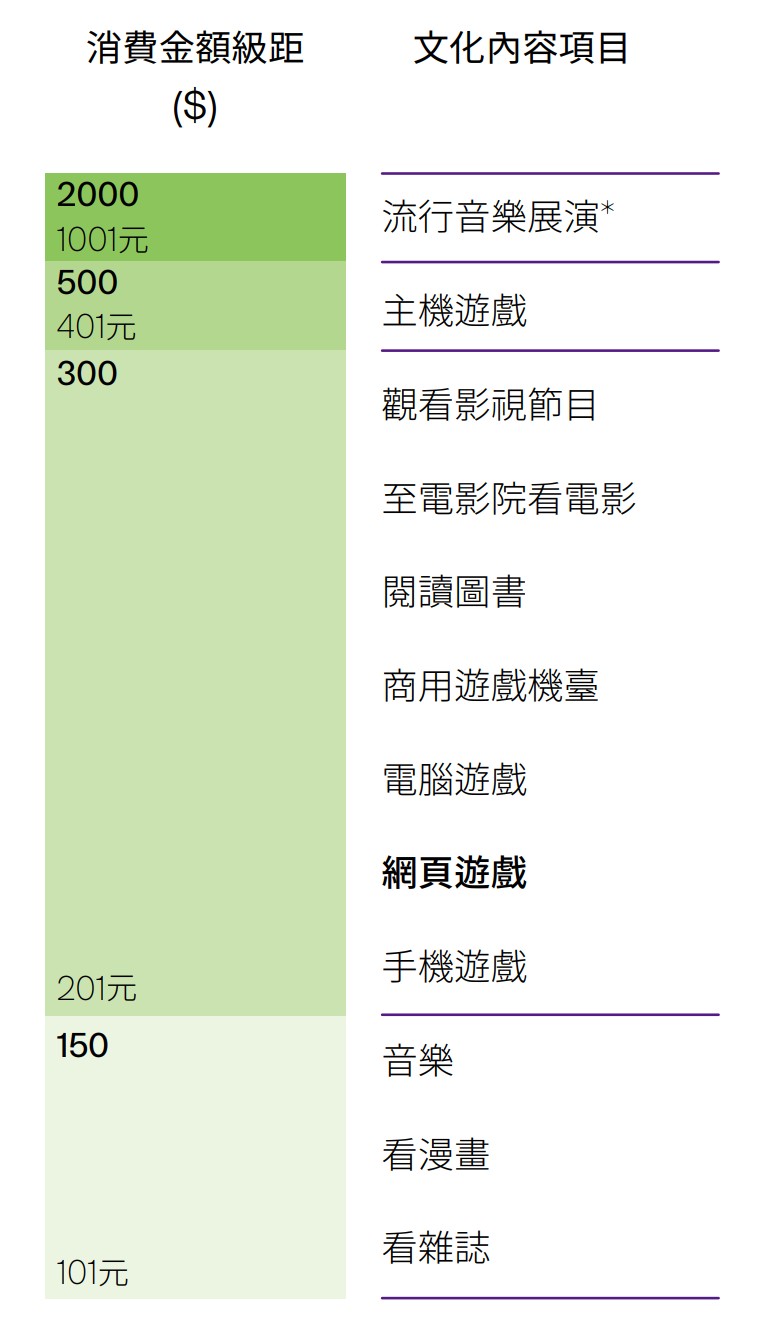 消費金額級距
($)
文化內容項目
2000
1001元
流行音樂展演*
500
401元
主機遊戲
300
觀看影視節目
至電影院看電影
閱讀圖書
商用遊戲機臺
電腦遊戲
網頁遊戲
手機遊戲
201元
150
音樂
看漫畫
看雜誌
101元